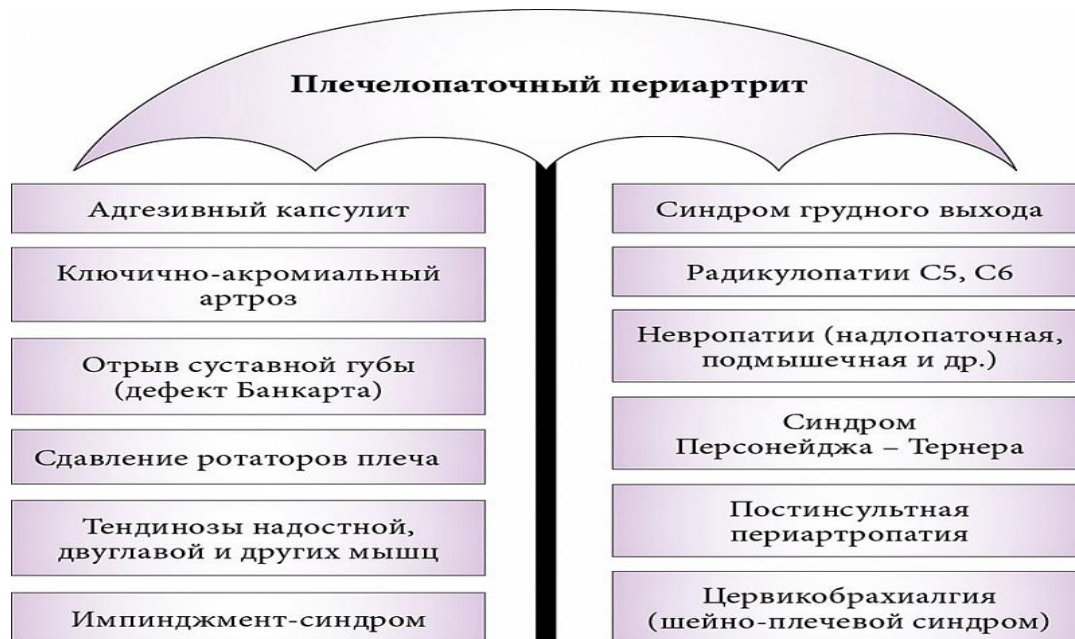 Плечелопаточный периартрит
Адгезивный капсулит
Ключично-акромиальный
артроз
Отрыв суставной губы
(дефект Банкарта)
Сдавление ротаторов плеча
Тендинозы надостной,
двуглавой и других мышц
Импинджмент-синдром
Синдром грудного выхода
Радикулопатии С5, С6
Невропатии (надлопаточная,
подмышечная и др.)
Синдром
Персонейджа – Тернера
Постинсультная
периартропатия
Цервикобрахиалгия
(шейно-плечевой синдром)